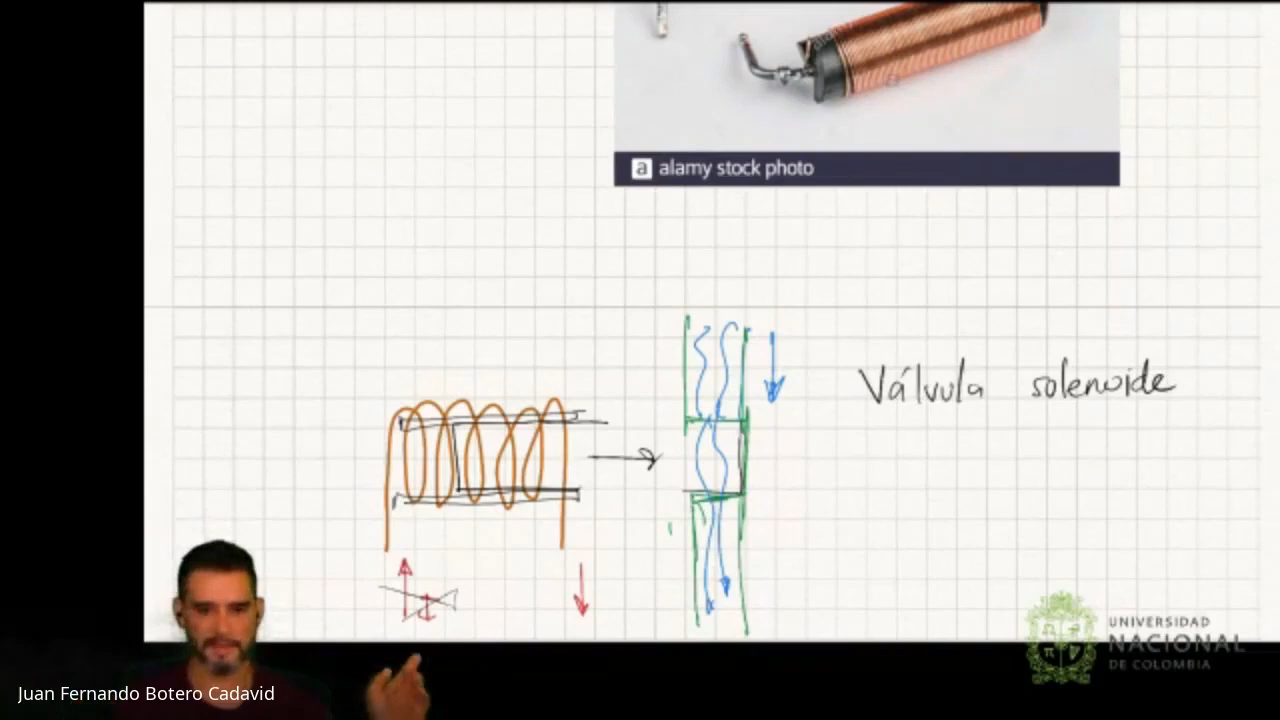 a alamy stock photo
Válvula solenoide
UNIVERSIDAD
NACIONAL
DE COLOMBIA
Juan Fernando Botero Cadavid